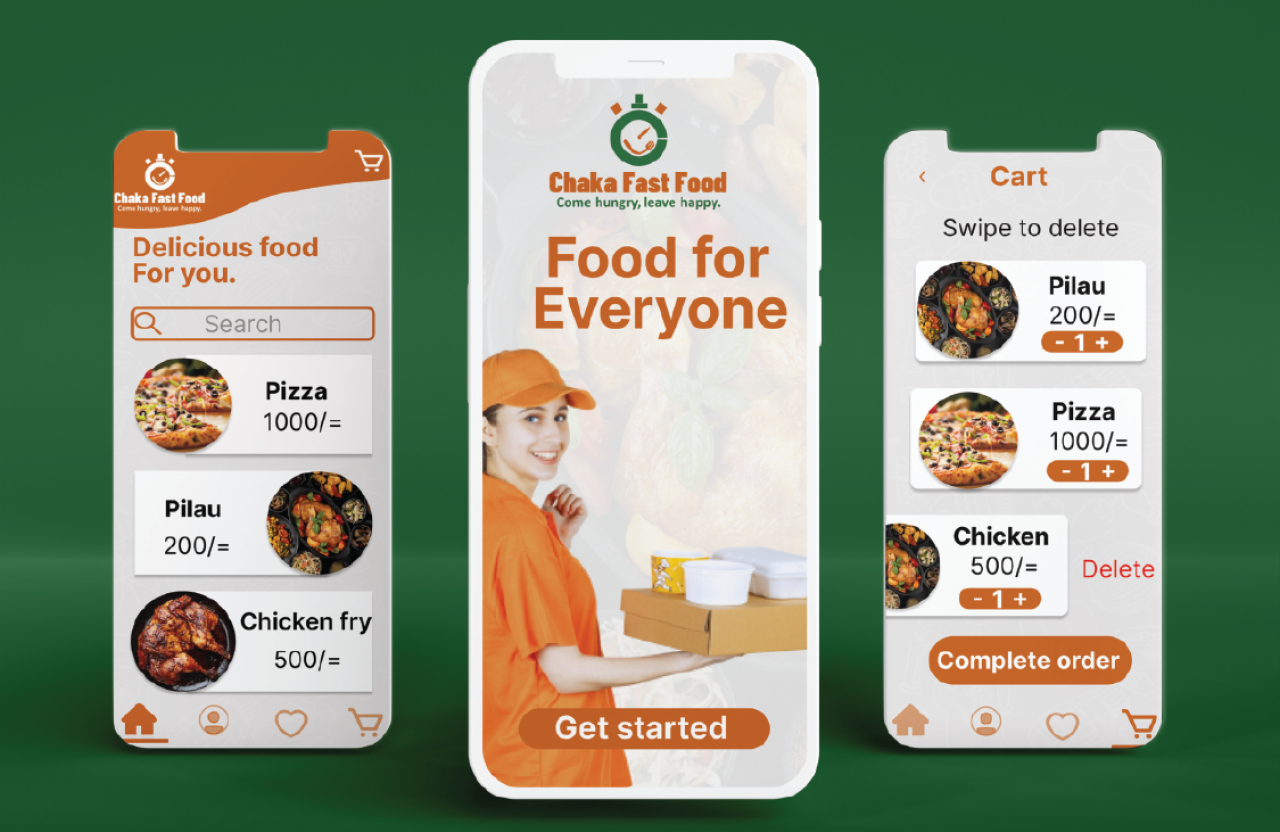 Chaka Fast Food
Come hungry, leave happy.
Delicious food
For you.
Search
Pizza
1000/=
Pilau
200/=
Chicken fry
500/=
Chaka Fast Food
Come hungry, leave happy.
Food for
Everyone
Get started
Cart
Swipe to delete
Pilau
200/=
- 1 +
Pizza
1000/=
- 1 +
Chicken
500/=
Delete
- 1 +
Complete order